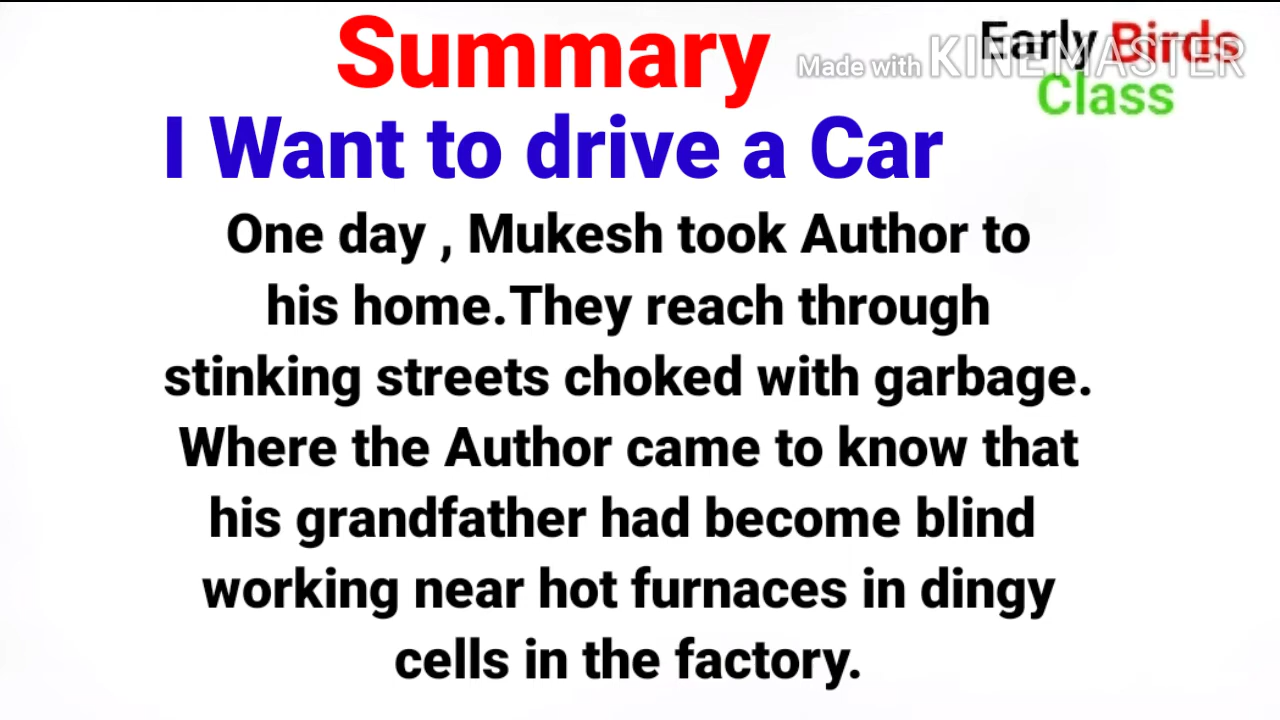 Summary
Early Birds
Made with KINEMASTER
Class
I Want to drive a Car
One day , Mukesh took Author to
his home.They reach through
stinking streets choked with garbage.
Where the Author came to know that
his grandfather had become blind
working near hot furnaces in dingy
cells in the factory.